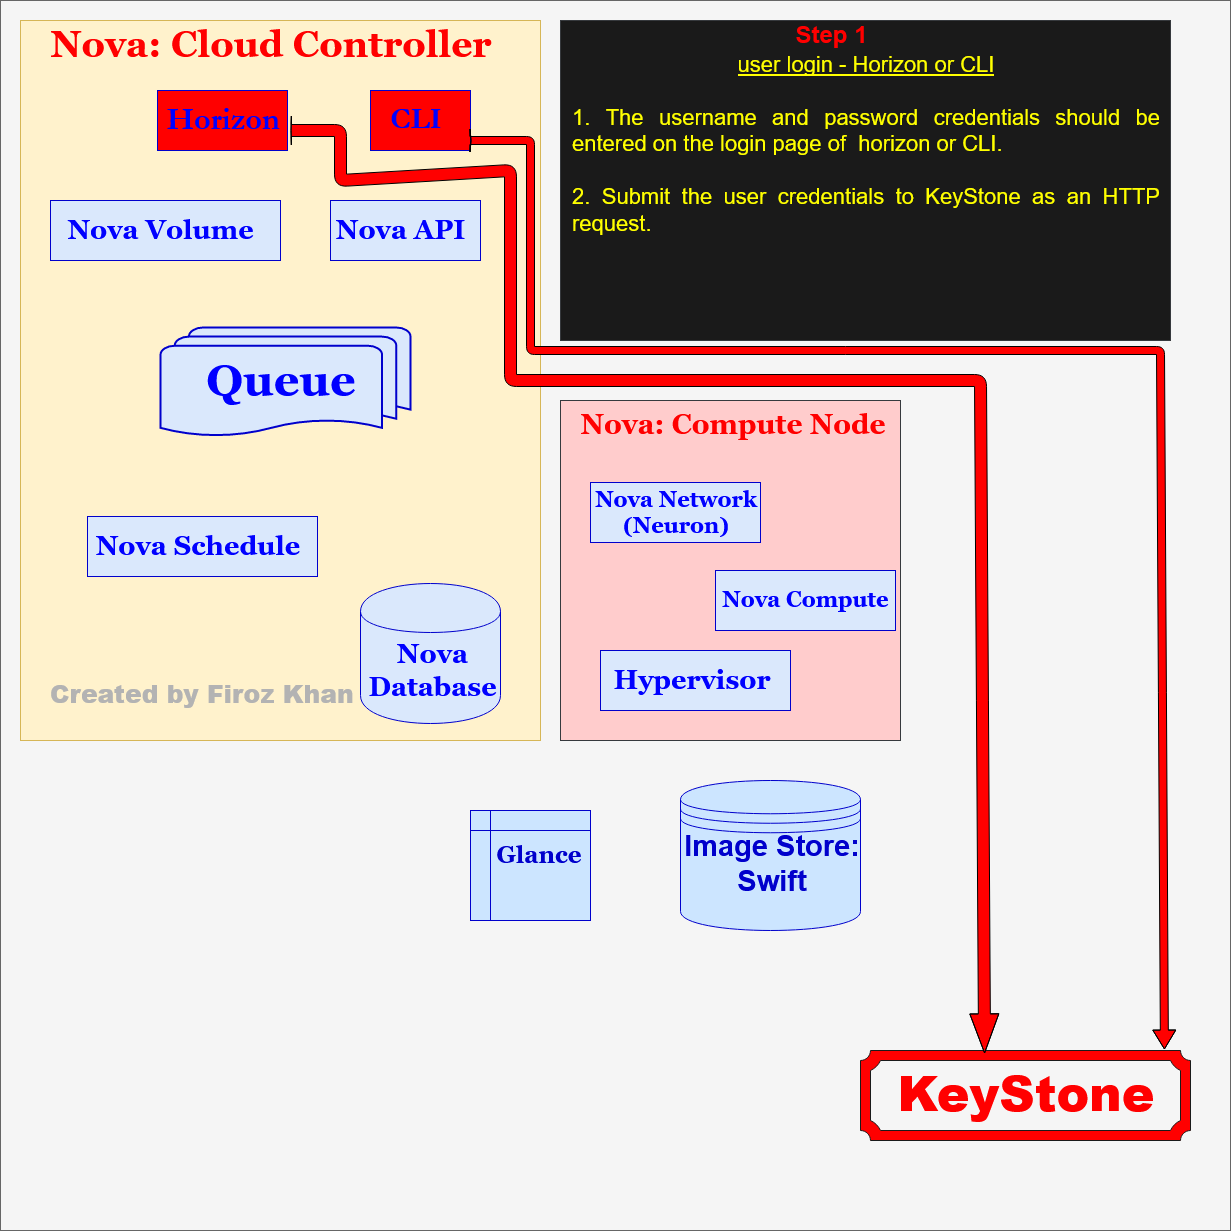 Nova: Cloud Controller
Horizon
CLI
Nova Volume
Nova API
Queue
Nova Schedule
Nova
Database
Created by Firoz Khan
Step 1
user login - Horizon or CLI
1. The username and password credentials should be
entered on the login page of horizon or CLI.
2. Submit the user credentials to KeyStone as an HTTP
request.
Nova: Compute Node
Nova Network
(Neuron)
Nova Compute
Hypervisor
Glance
Image Store:
Swift
KeyStone